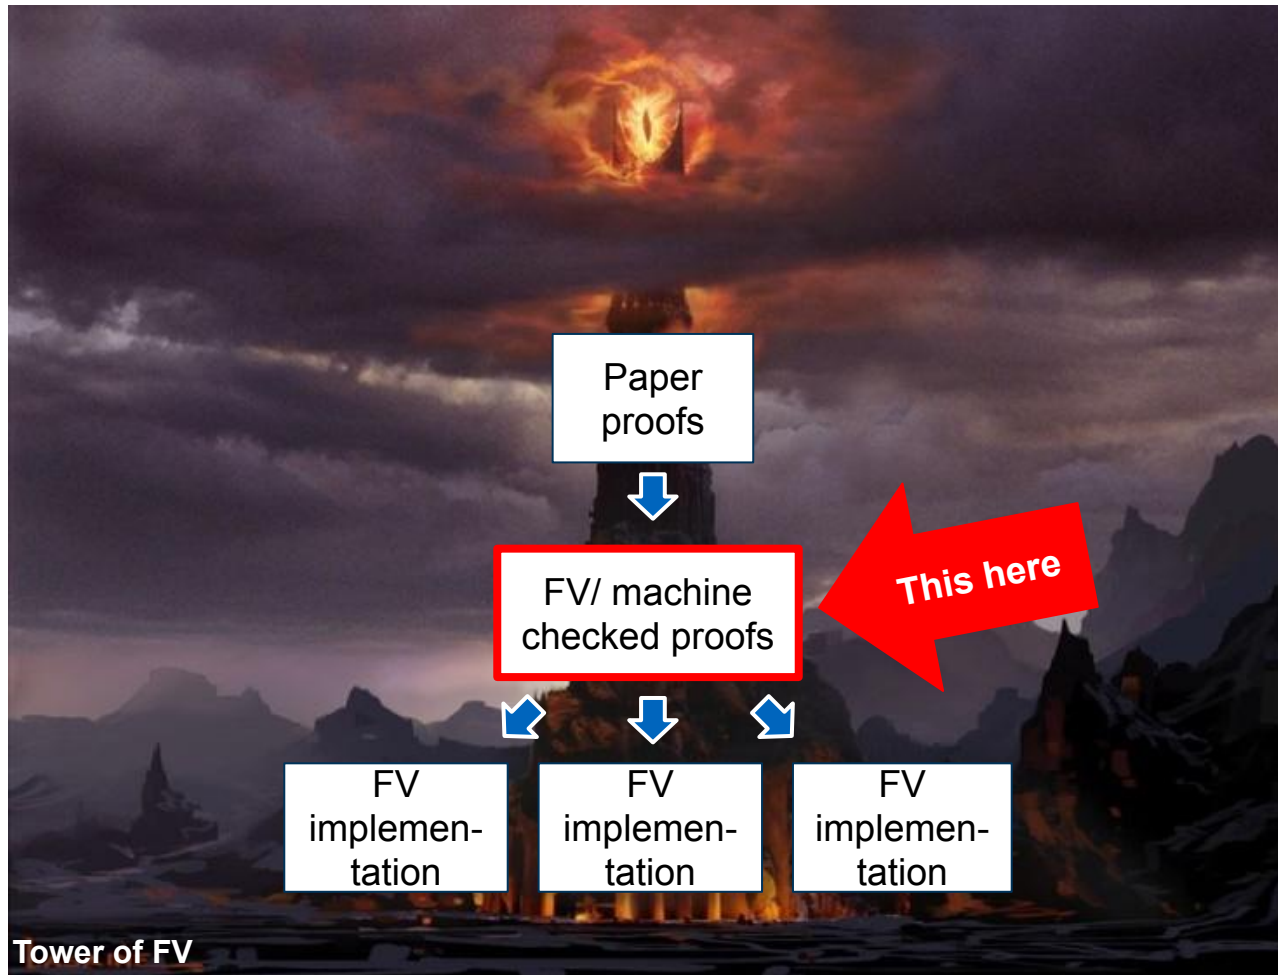 Paper
proofs
FV/ machine
checked proofs
This here
FV
implemen-
tation
FV
implemen-
tation
FV
implemen-
tation
Tower of FV